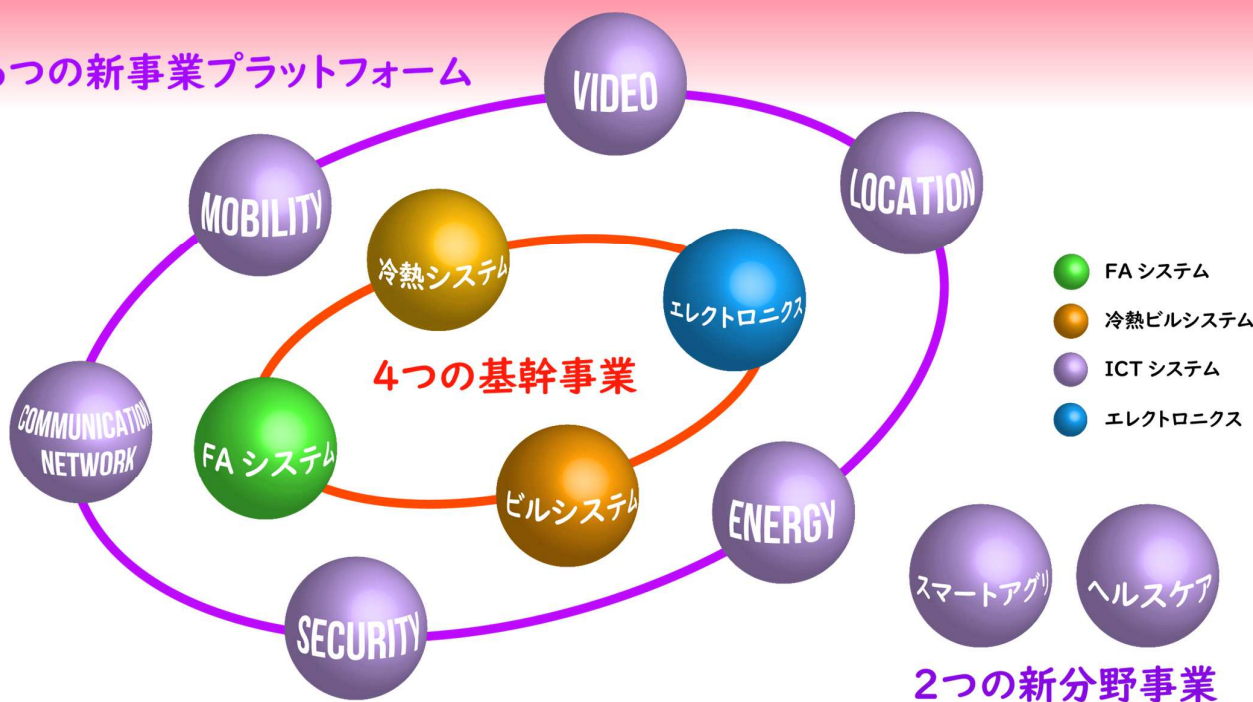 つの新事業プラットフォーム
VIDEO
LOCATION
MOBILITY
冷熱システム
エレクトロニクス
4つの基幹事業
COMMUNICATION
NETWORK
FA システム
ビルシステム
ENERGY
SECURITY
FA システム
冷熱ビルシステム
ICT システム
エレクトロニクス
スマートアグリ
ヘルスケア
2つの新分野事業